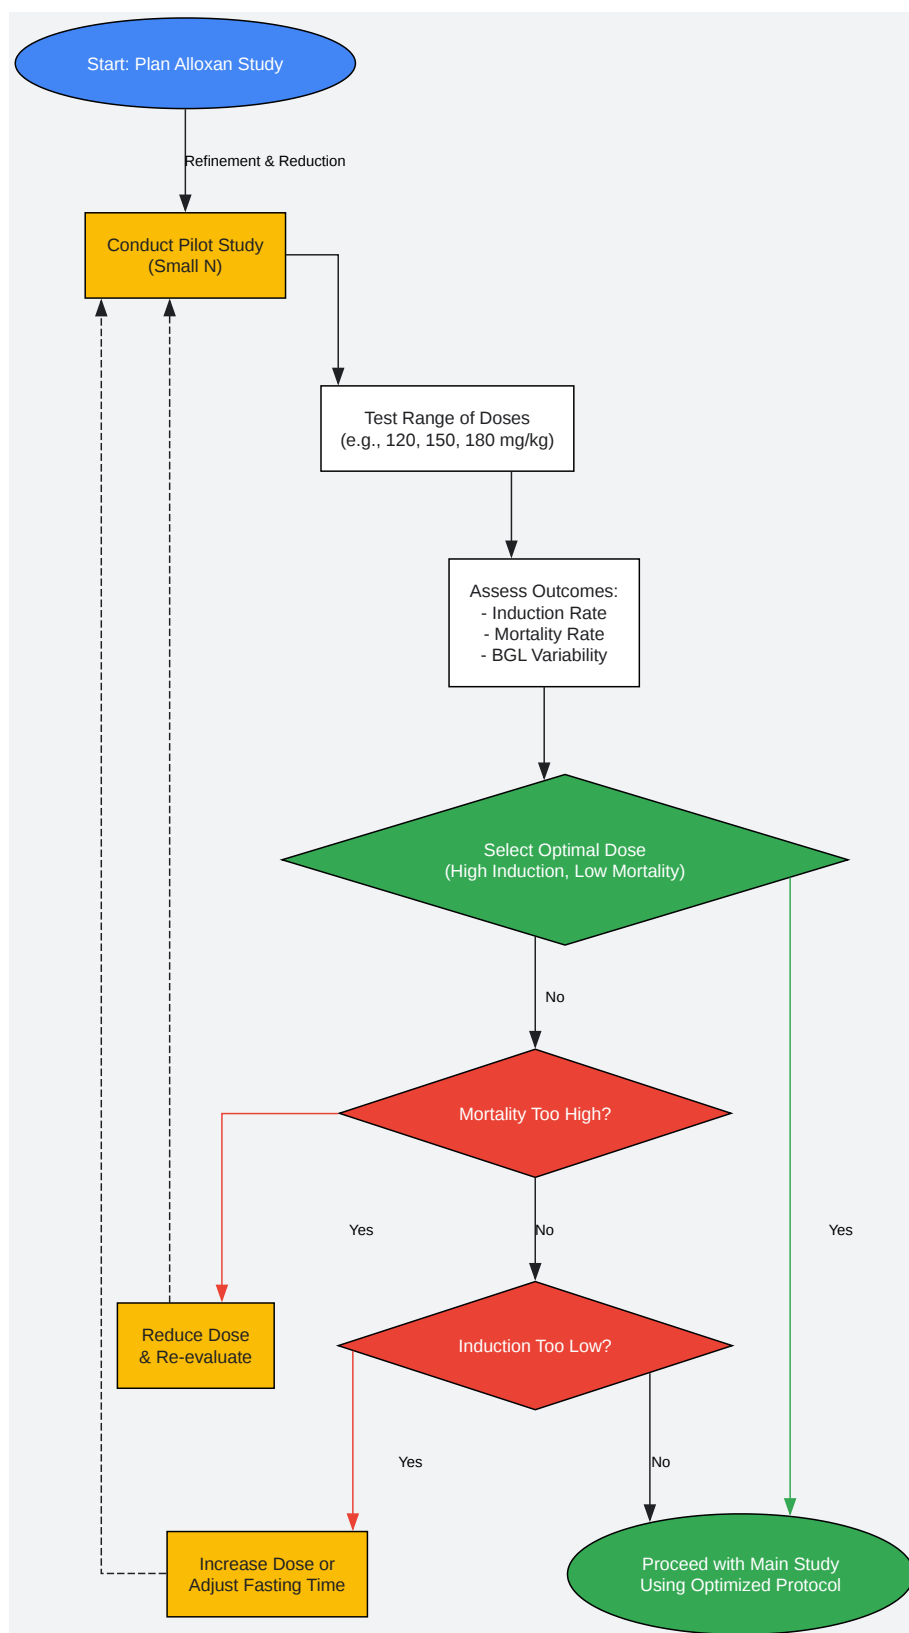 Start: Plan Alloxan Study
Refinement & Reduction
Conduct Pilot Study
(Small N)
Test Range of Doses
(e.g., 120, 150, 180 mg/kg)
Assess Outcomes:
- Induction Rate
- Mortality Rate
- BGL Variability
Select Optimal Dose
(High Induction, Low Mortality)
No
Mortality Too High?
Yes
No
Yes
Reduce Dose
& Re-evaluate
Induction Too Low?
Yes
No
Increase Dose or
Adjust Fasting Time
Proceed with Main Study
Using Optimized Protocol